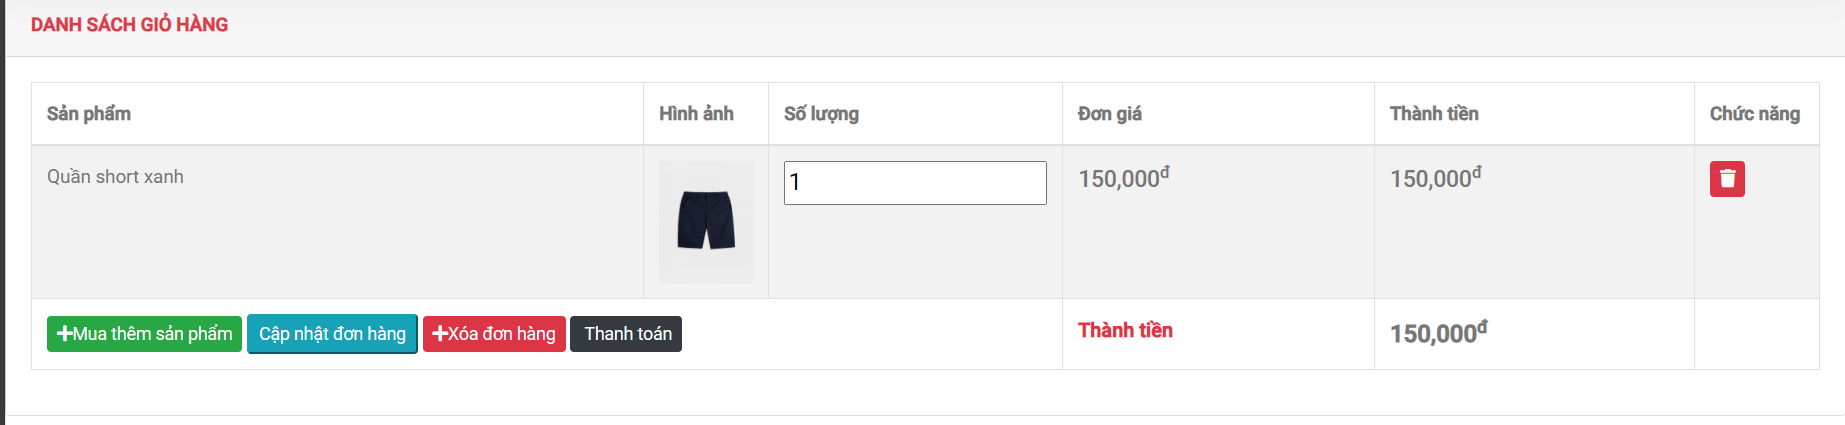 DANH SÁCH GIỎ HÀNG
Sản phẩm Hình ảnh Số lượng Đơn giá Thành tiền Chức năng
Quần short xanh 1 150,000đ 150,000đ
Mua thêm sản phẩm Cập nhật đơn hàng Xóa đơn hàng Thanh toán Thành tiền 150,000đ